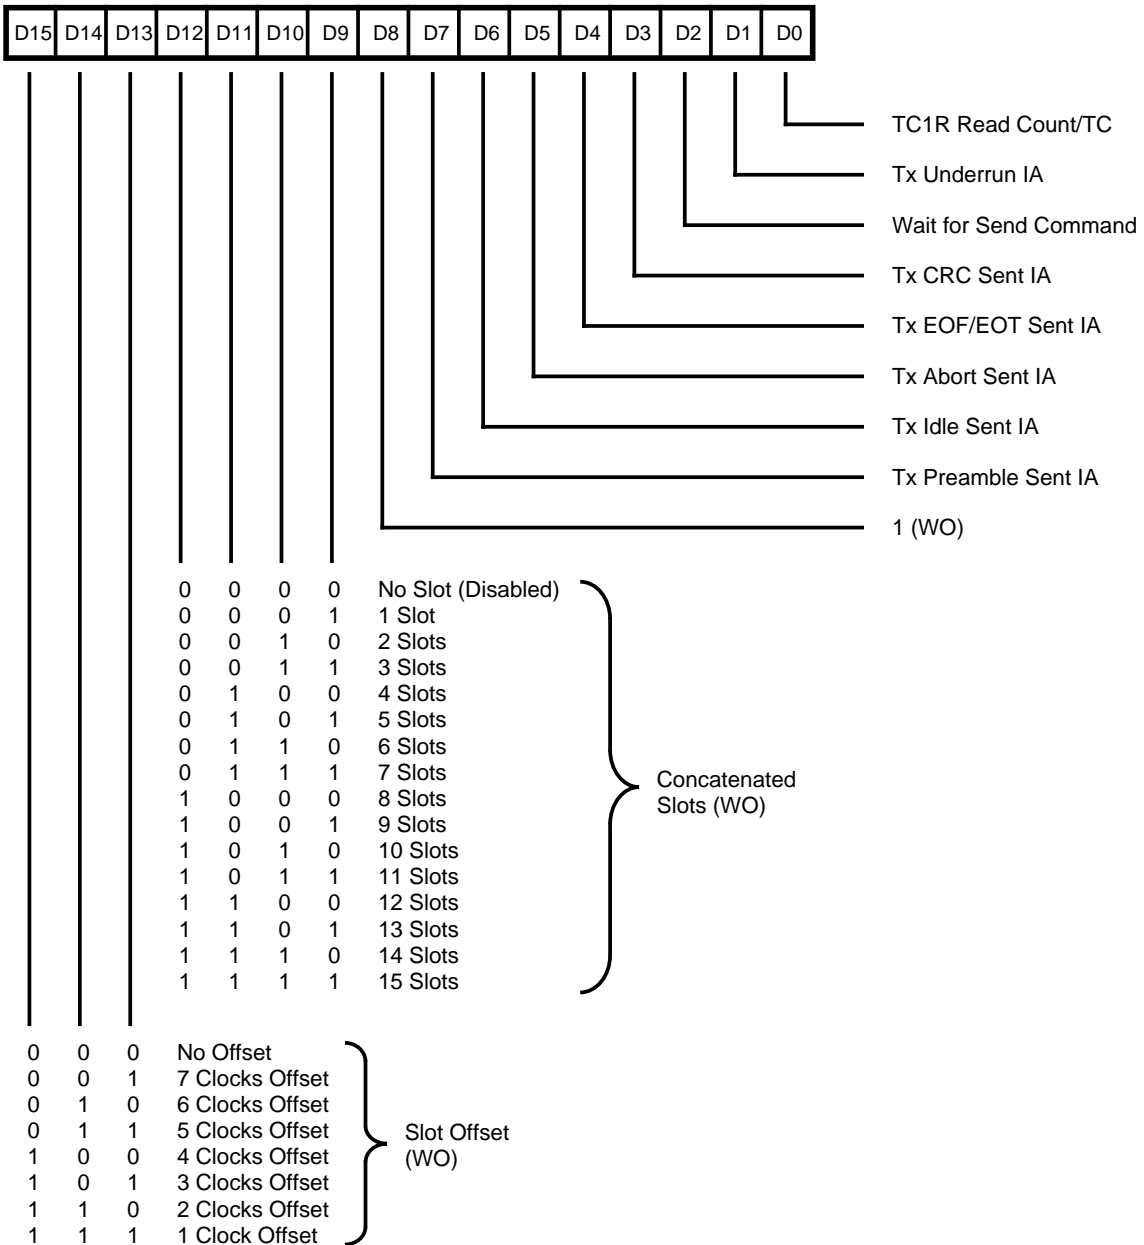 D15 D14 D13 D12 D11 D10 D9 D8 D7 D6 D5 D4 D3 D2 D1 D0
TC1R Read Count/TC
Tx Underrun IA
Wait for Send Command
Tx CRC Sent IA
Tx EOF/EOT Sent IA
Tx Abort Sent IA
Tx Idle Sent IA
Tx Preamble Sent IA
1 (WO)
0 0 0 0 No Slot (Disabled)
0 0 0 1 1 Slot
0 0 1 0 2 Slots
0 0 1 1 3 Slots
0 1 0 0 4 Slots
0 1 0 1 5 Slots
0 1 1 0 6 Slots
0 1 1 1 7 Slots
1 0 0 0 8 Slots
1 0 0 1 9 Slots
1 0 1 0 10 Slots
1 0 1 1 11 Slots
1 1 0 0 12 Slots
1 1 0 1 13 Slots
1 1 1 0 14 Slots
1 1 1 1 15 Slots
Concatenated
Slots (WO)
0 0 0 No Offset
0 0 1 7 Clocks Offset
0 1 0 6 Clocks Offset
0 1 1 5 Clocks Offset
1 0 0 4 Clocks Offset
1 0 1 3 Clocks Offset
1 1 0 2 Clocks Offset
1 1 1 1 Clock Offset
Slot Offset
(WO)